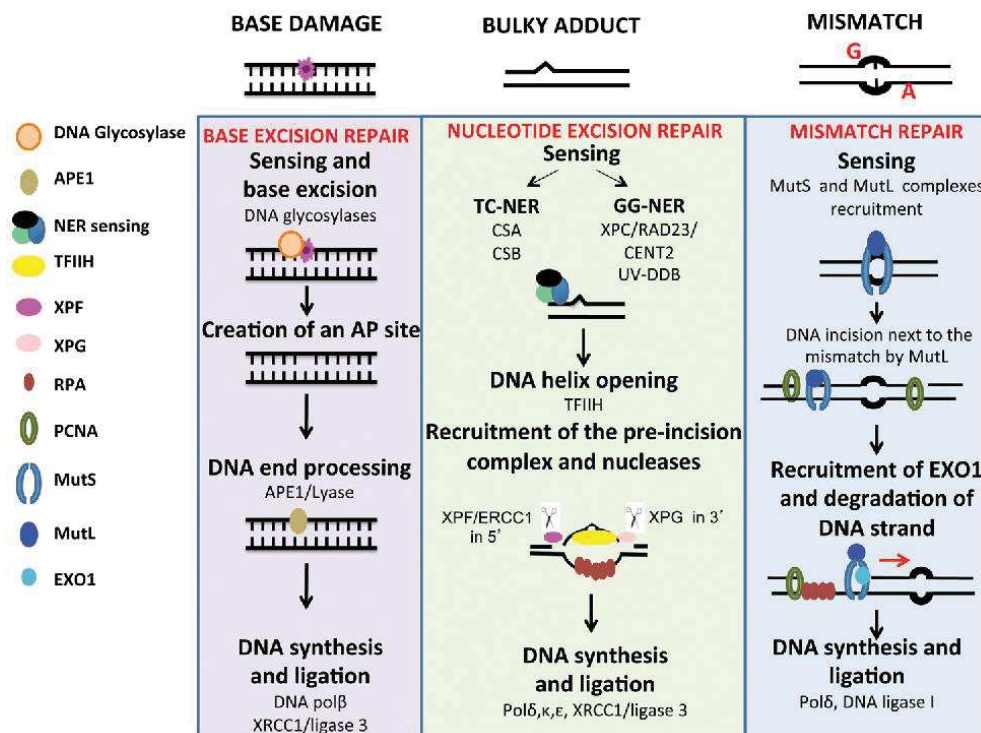 BASE DAMAGE
BULKY ADDUCT
MISMATCH
G
A
DNA Glycosylase
APE1
NER sensing
TFIIH
XPF
XPG
RPA
PCNA
MutS
MutL
EXO1
BASE EXCISION REPAIR
Sensing and
base excision
DNA glycosylases
Creation of an AP site
DNA end processing
APE1/Lyase
DNA synthesis
and ligation
DNA polβ
XRCC1/ligase 3
NUCLEOTIDE EXCISION REPAIR
Sensing
TC-NER
CSA
CSB
GG-NER
XPC/RAD23/
CENT2
UV-DDB
DNA helix opening
TFIIH
Recruitment of the pre-incision
complex and nucleases
XPF/ERCC1
in 5'
XPG in 3'
DNA synthesis
and ligation
Polδ,κ,ε, XRCC1/ligase 3
MISMATCH REPAIR
Sensing
MutS and MutL complexes
recruitment
DNA incision next to the
mismatch by MutL
Recruitment of EXO1
and degradation of
DNA strand
DNA synthesis and
ligation
Polδ, DNA ligase I